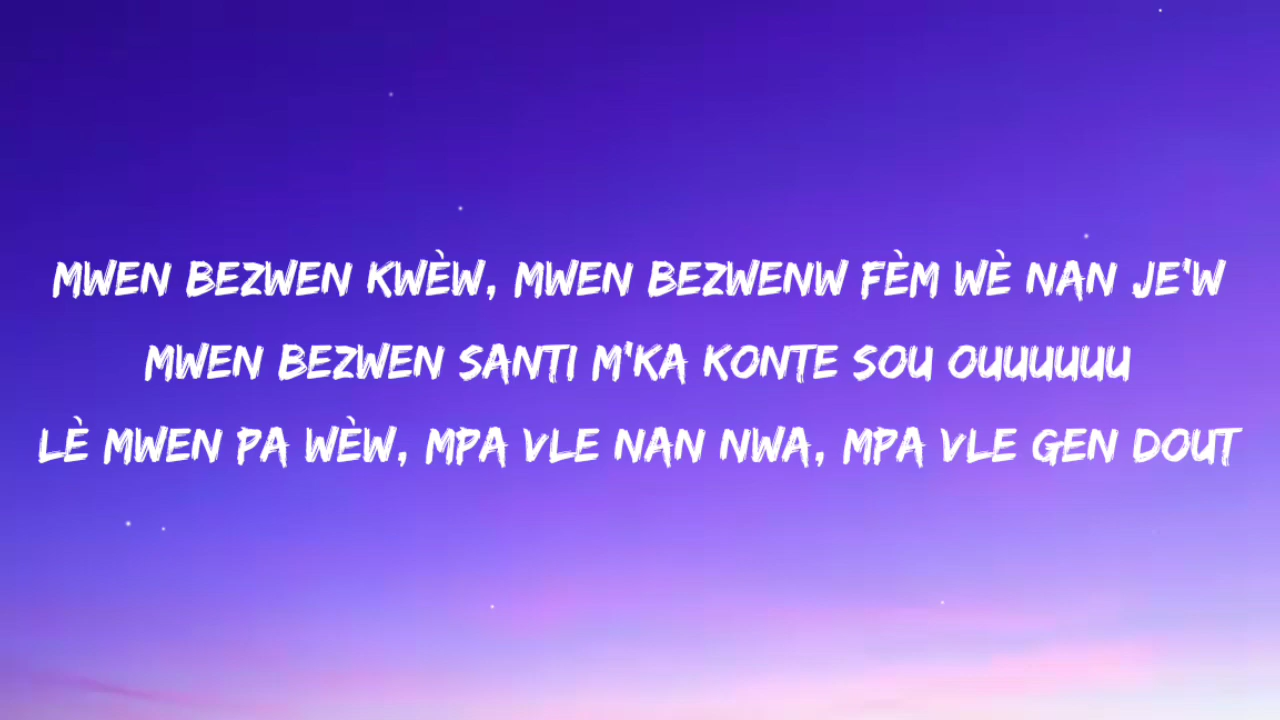 MWEN BEZWEN KWÈW, MWEN BEZWENW FÈM WÈ NAN JE'W
MWEN BEZWEN SANTI M'KA KONTE SOU OUUUUUU
LÈ MWEN PA WÈW, MPA VLE NAN NWA, MPA VLE GEN DOUT